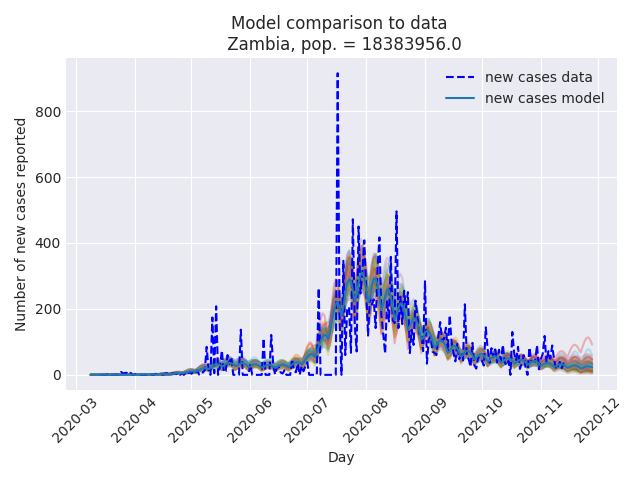 Model comparison to data
Zambia, pop. = 18383956.0
new cases data
new cases model
Number of new cases reported
800
600
400
200
0
2020-03
2020-04
2020-05
2020-06
2020-07
2020-08
2020-09
2020-10
2020-11
2020-12
Day